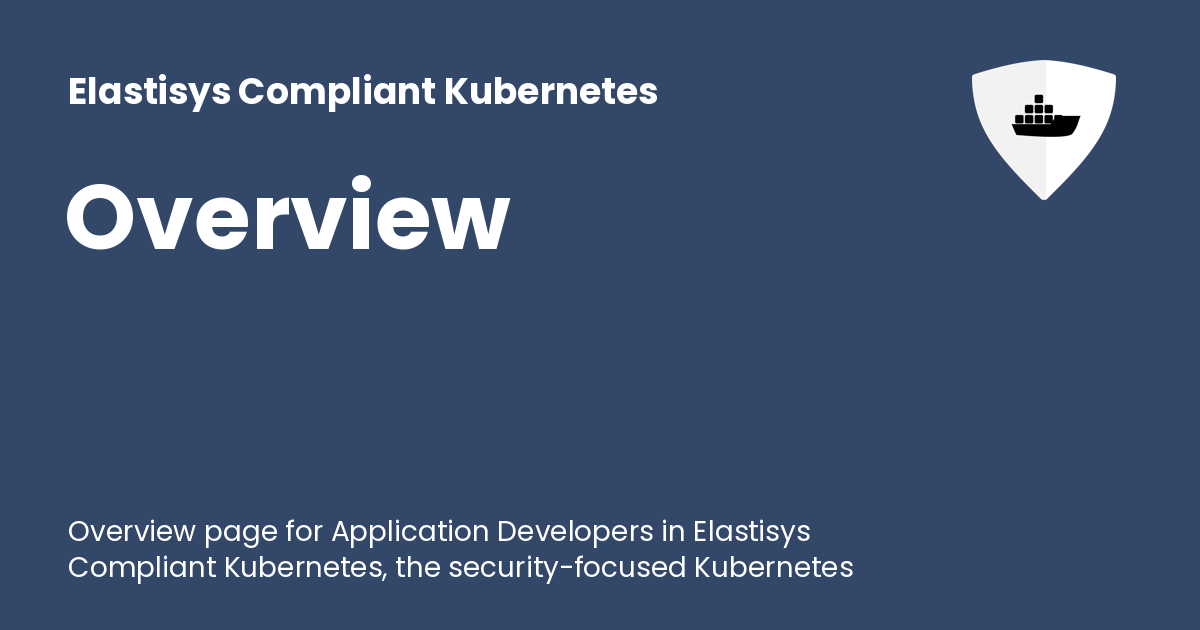 Elastisys Compliant Kubernetes
Overview
Overview page for Application Developers in Elastisys
Compliant Kubernetes, the security-focused Kubernetes